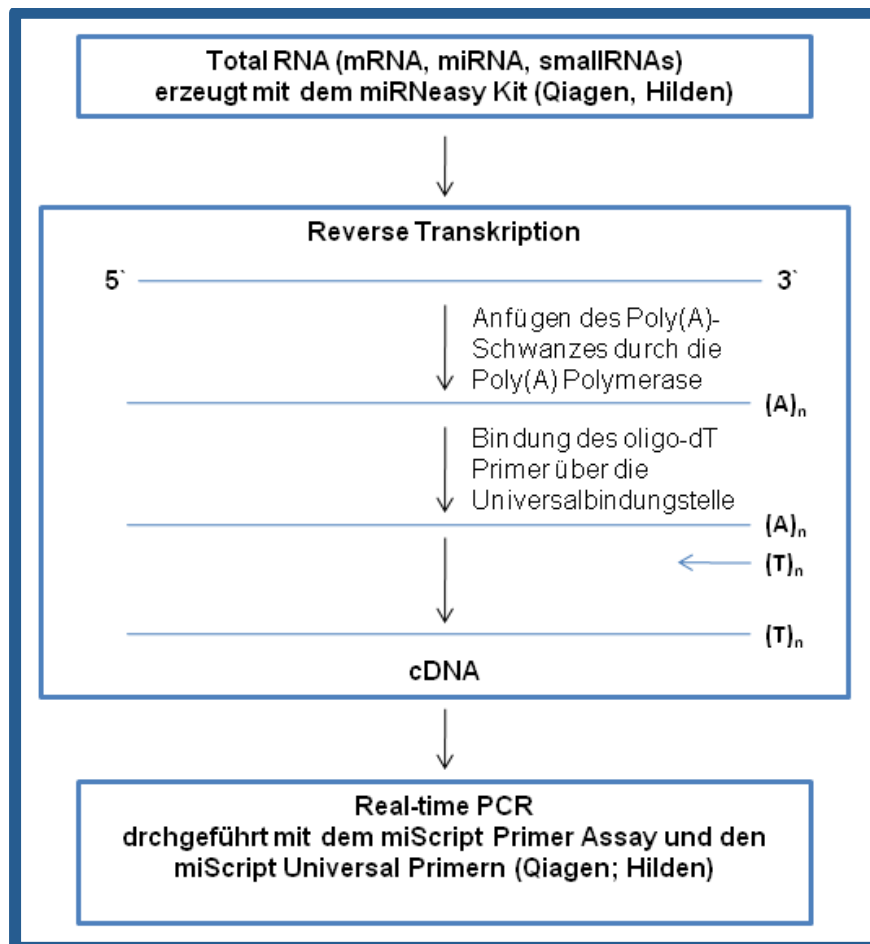 Total RNA (mRNA, miRNA, smallRNAs)
erzeugt mit dem miRNeasy Kit (Qiagen, Hilden)
Reverse Transkription
5` 3`
Anfügen des Poly(A)-
Schwanzes durch die
Poly(A) Polymerase
(A)n
Bindung des oligo-dT
Primer über die
Universalbindungstelle
(A)n
(T)n
(T)n
cDNA
Real-time PCR
drchgeführt mit dem miScript Primer Assay und den
miScript Universal Primern (Qiagen; Hilden)